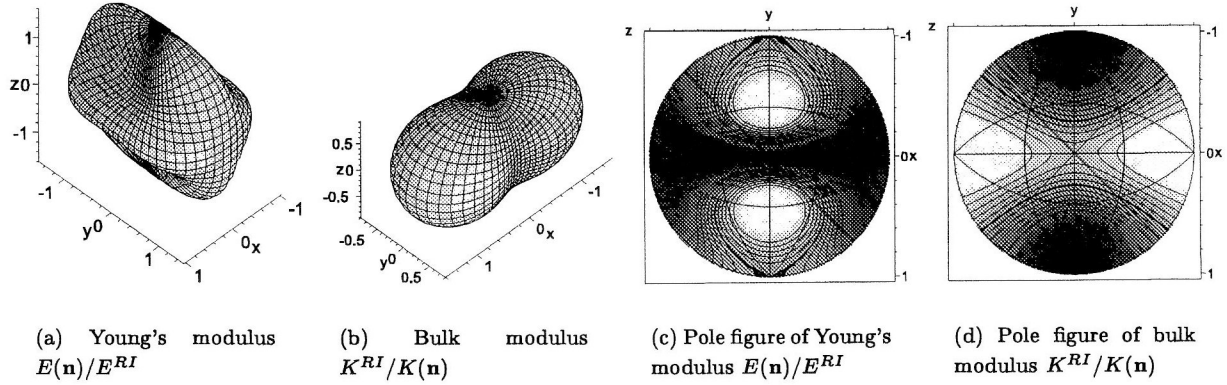 1
z0
-1
-1
y0
1
1
0x
-1
0.5
z0
-0.5
-0.5
y0
0.5
1
0x
-1
z
y
-1
0x
1
z
y
-1
0x
1
(a) Young's modulus
E(n)/E^{RI}
(b) Bulk modulus
K^{RI}/K(n)
(c) Pole figure of Young's
modulus E(n)/E^{RI}
(d) Pole figure of bulk
modulus K^{RI}/K(n)